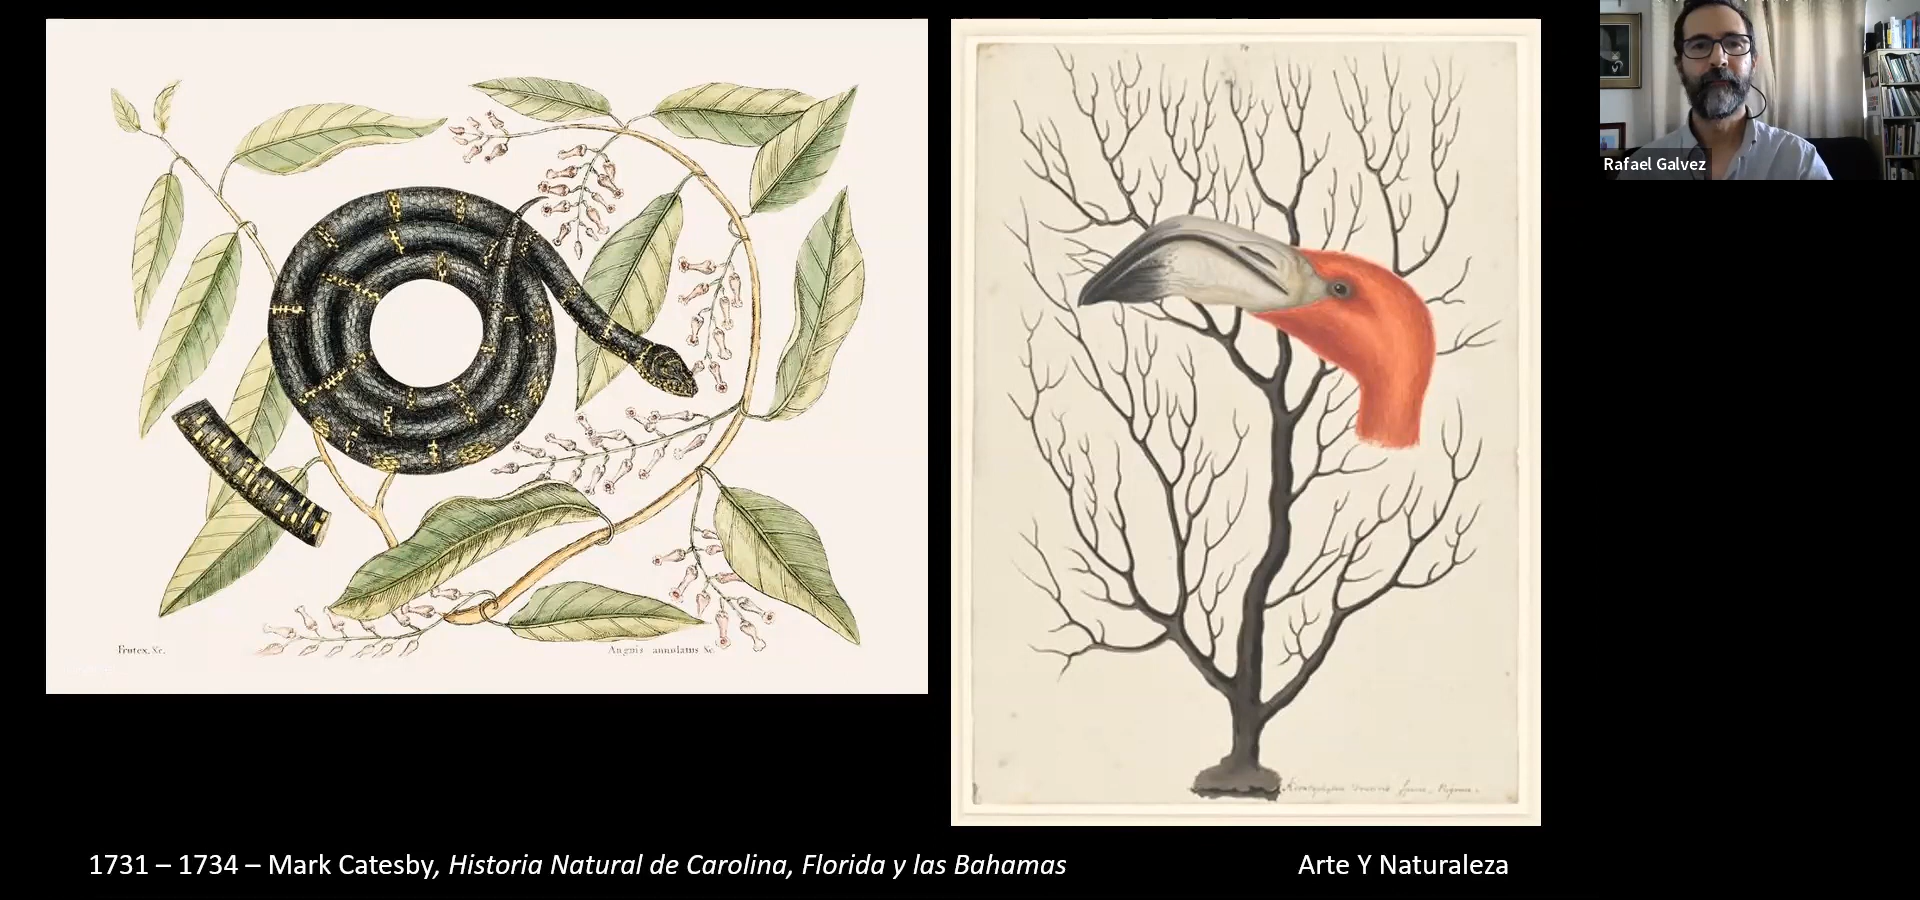 Rafael Galvez
Frutex, &c.
Anguis annulatus &c.
1731 – 1734 – Mark Catesby, Historia Natural de Carolina, Florida y las Bahamas
Arte Y Naturaleza